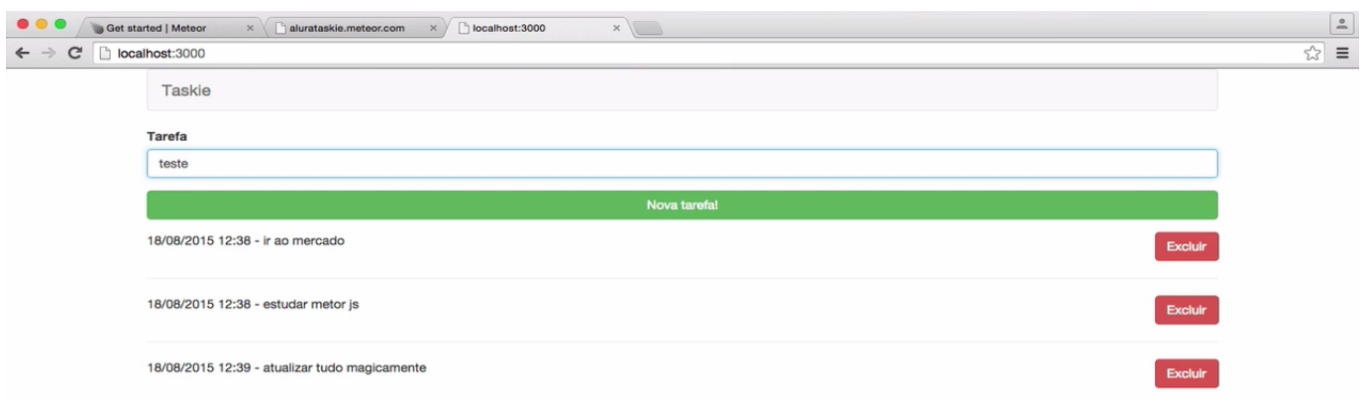 Get started | Meteor
alurataskie.meteor.com
localhost:3000
localhost:3000
Taskie
Tarefa
teste
Nova tarefa!
18/08/2015 12:38 - ir ao mercado
Excluir
18/08/2015 12:38 - estudar metor js
Excluir
18/08/2015 12:39 - atualizar tudo magicamente
Excluir